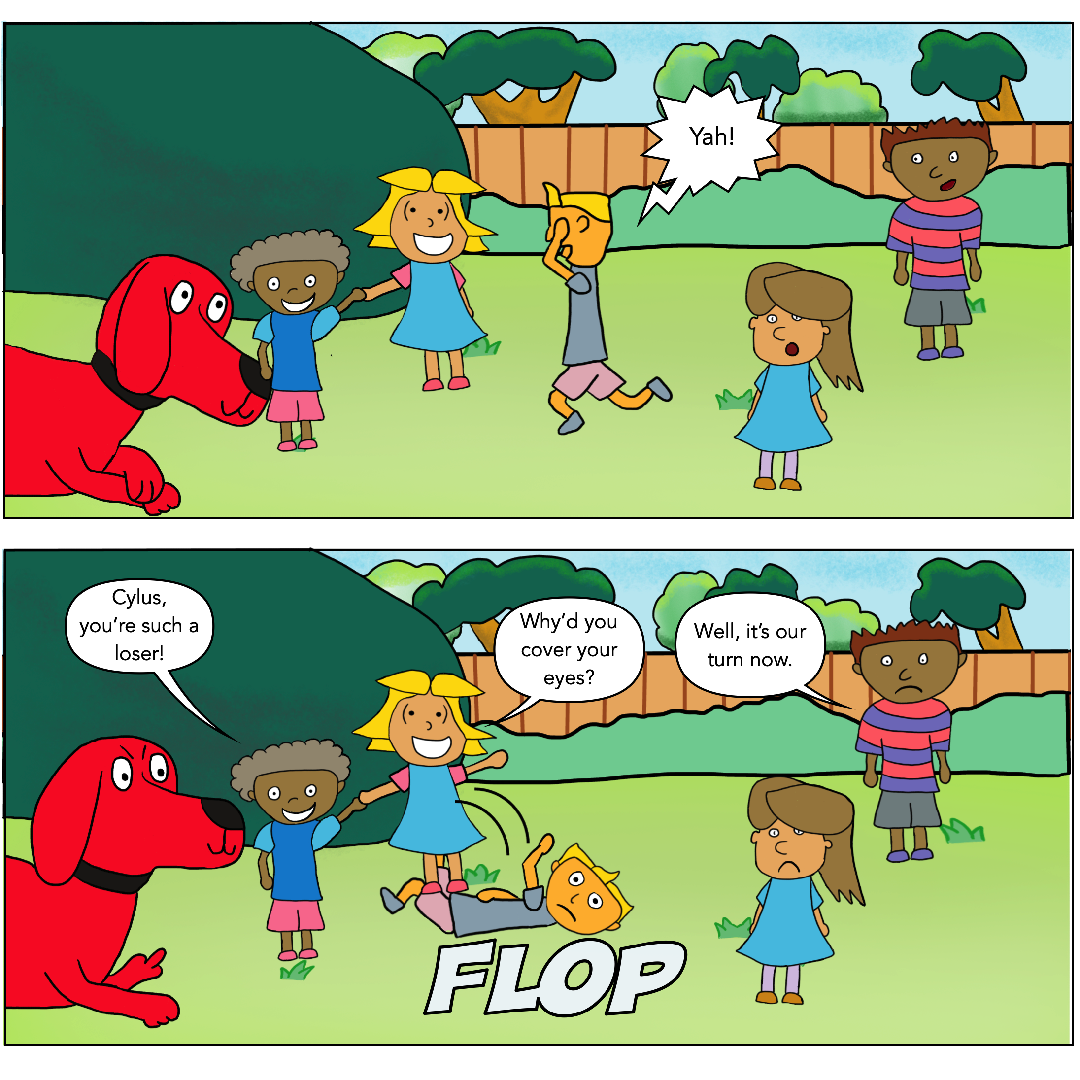 Yah!
Cylus,
you're such a
loser!
Why'd you
cover your
eyes?
Well, it's our
turn now.
FLOP